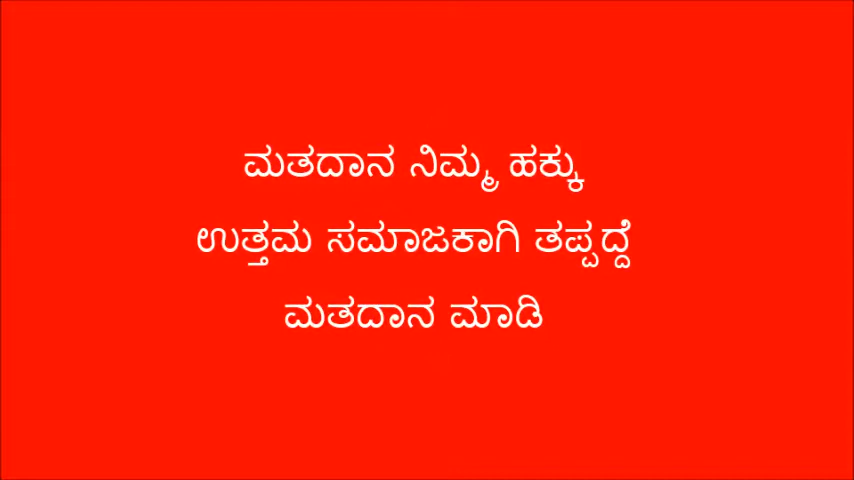 ಮತದಾನ ನಿಮ್ಮ ಹಕ್ಕು
ಉತ್ತಮ ಸಮಾಜಕಾಗಿ ತಪ್ಪದ್ದೆ
ಮತದಾನ ಮಾಡಿ